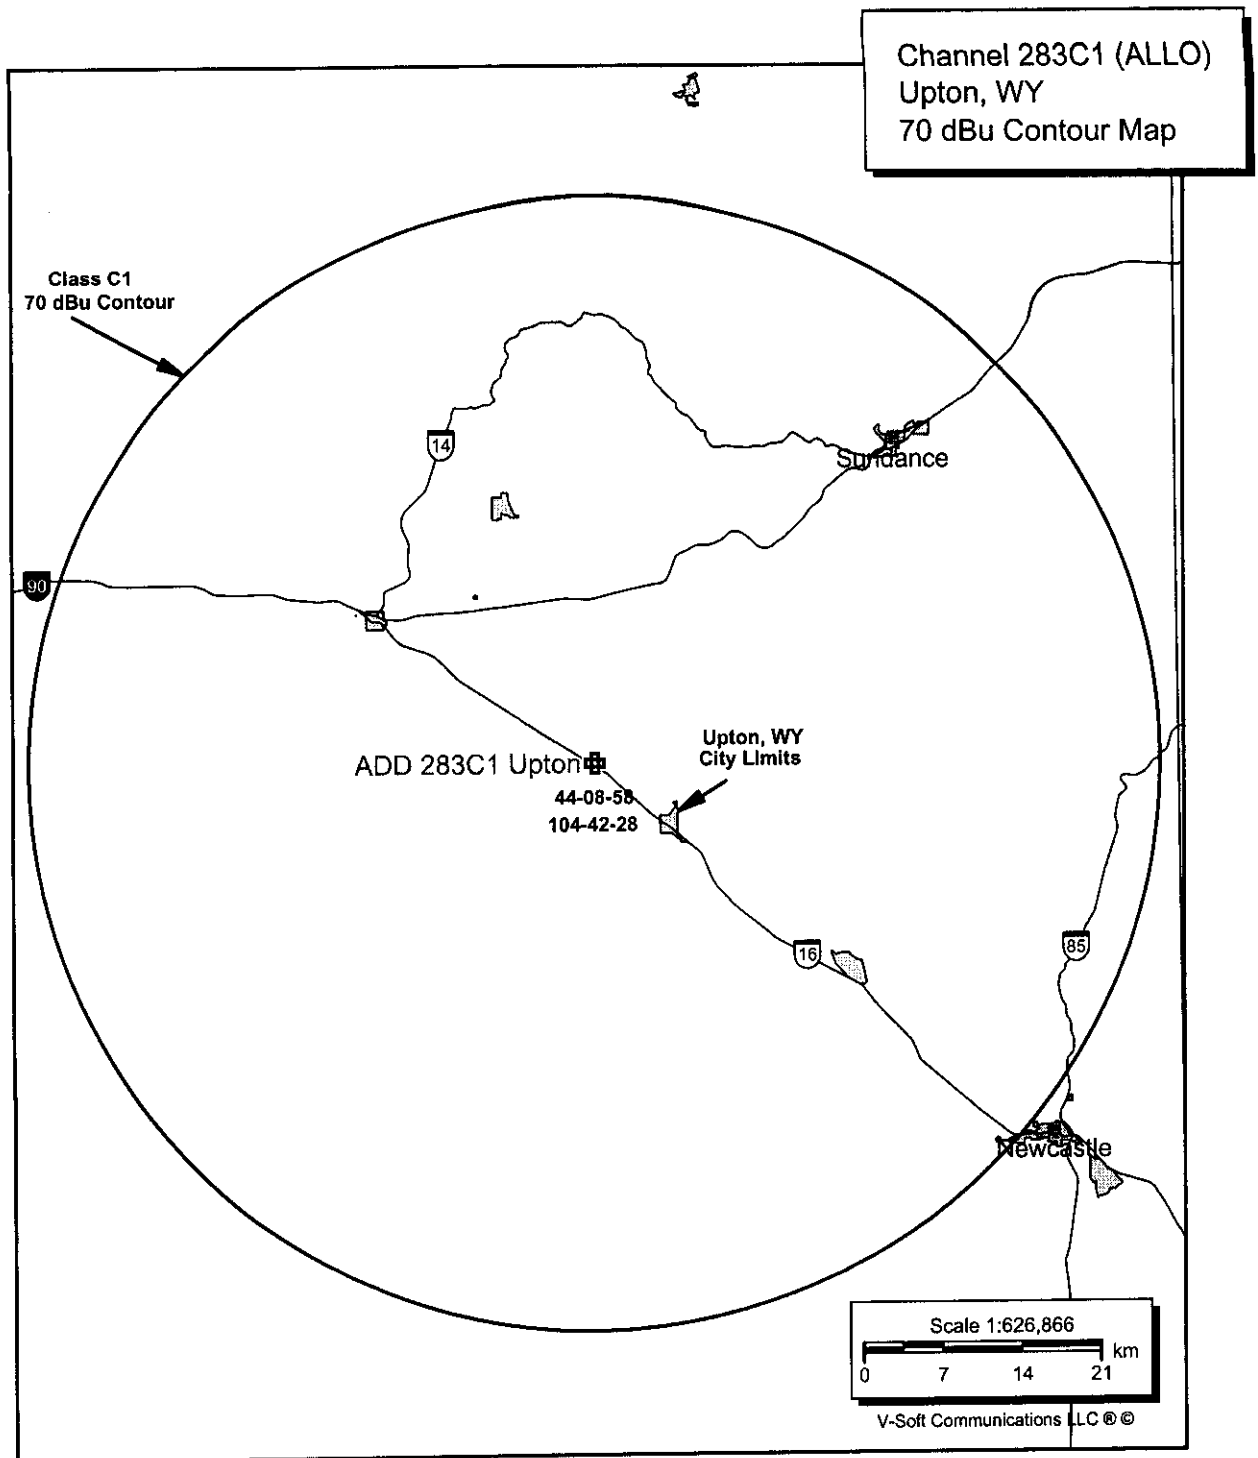 Channel 283C1 (ALLO)
Upton, WY
70 dBu Contour Map
Class C1
70 dBu Contour
14
Sundance
90
Upton, WY
City Limits
ADD 283C1 Upton
44-08-58
104-42-28
16
85
Newcastle
Scale 1:626,866
km
0 7 14 21
V-Soft Communications LLC ® ©